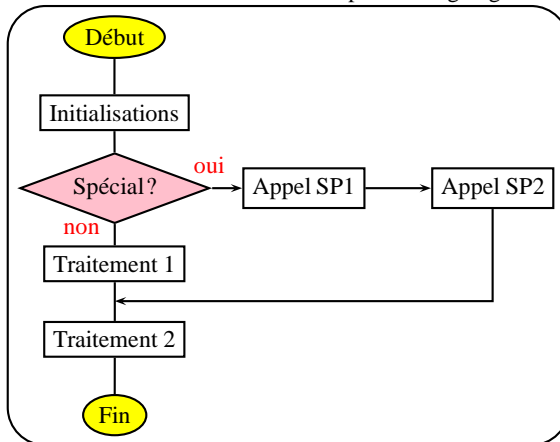 Début
Initialisations
Spécial ?
oui
Appel SP1
Appel SP2
non
Traitement 1
Traitement 2
Fin